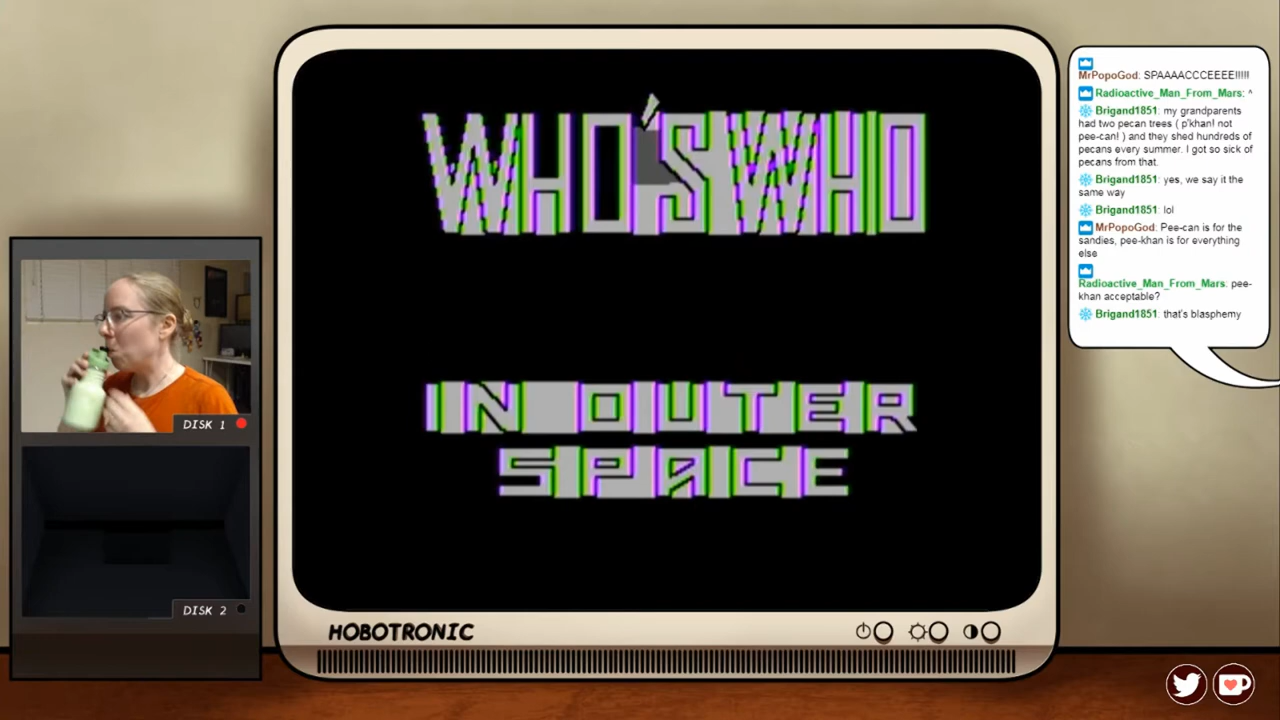 WHO'S WHO
IN OUTER
SPACE
DISK 1
DISK 2
HOBOTRONIC
MrPopoGod: SPAAAACCCEEEE!!!!!
Radioactive_Man_From_Mars: ^
Brigand1851: my grandparents
had two pecan trees ( p'khan! not
pee-can! ) and they shed hundreds of
pecans every summer. I got so sick of
pecans from that.
Brigand1851: yes, we say it the
same way
Brigand1851: lol
MrPopoGod: Pee-can is for the
sandies, pee-khan is for everything
else
Radioactive_Man_From_Mars: pee-
khan acceptable?
Brigand1851: that's blasphemy